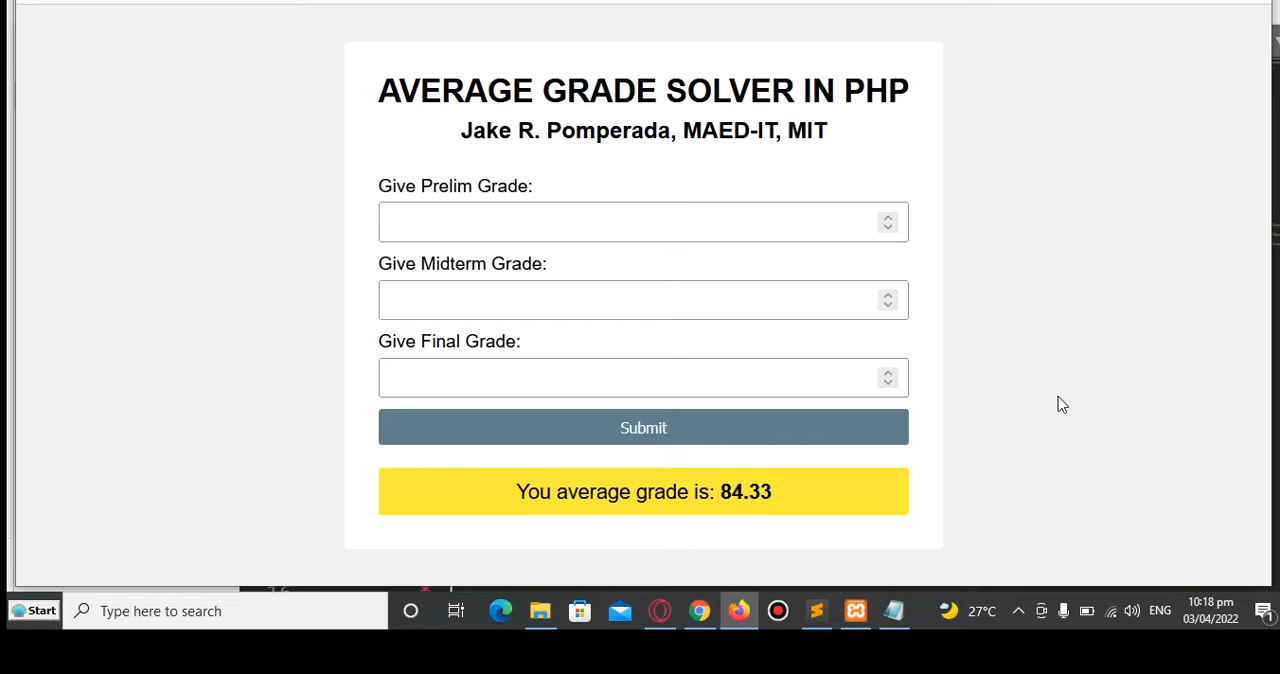 AVERAGE GRADE SOLVER IN PHP
Jake R. Pomperada, MAED-IT, MIT
Give Prelim Grade:
Give Midterm Grade:
Give Final Grade:
Submit
You average grade is: 84.33
Start
Type here to search
27°C
ENG
10:18 pm
03/04/2022
1